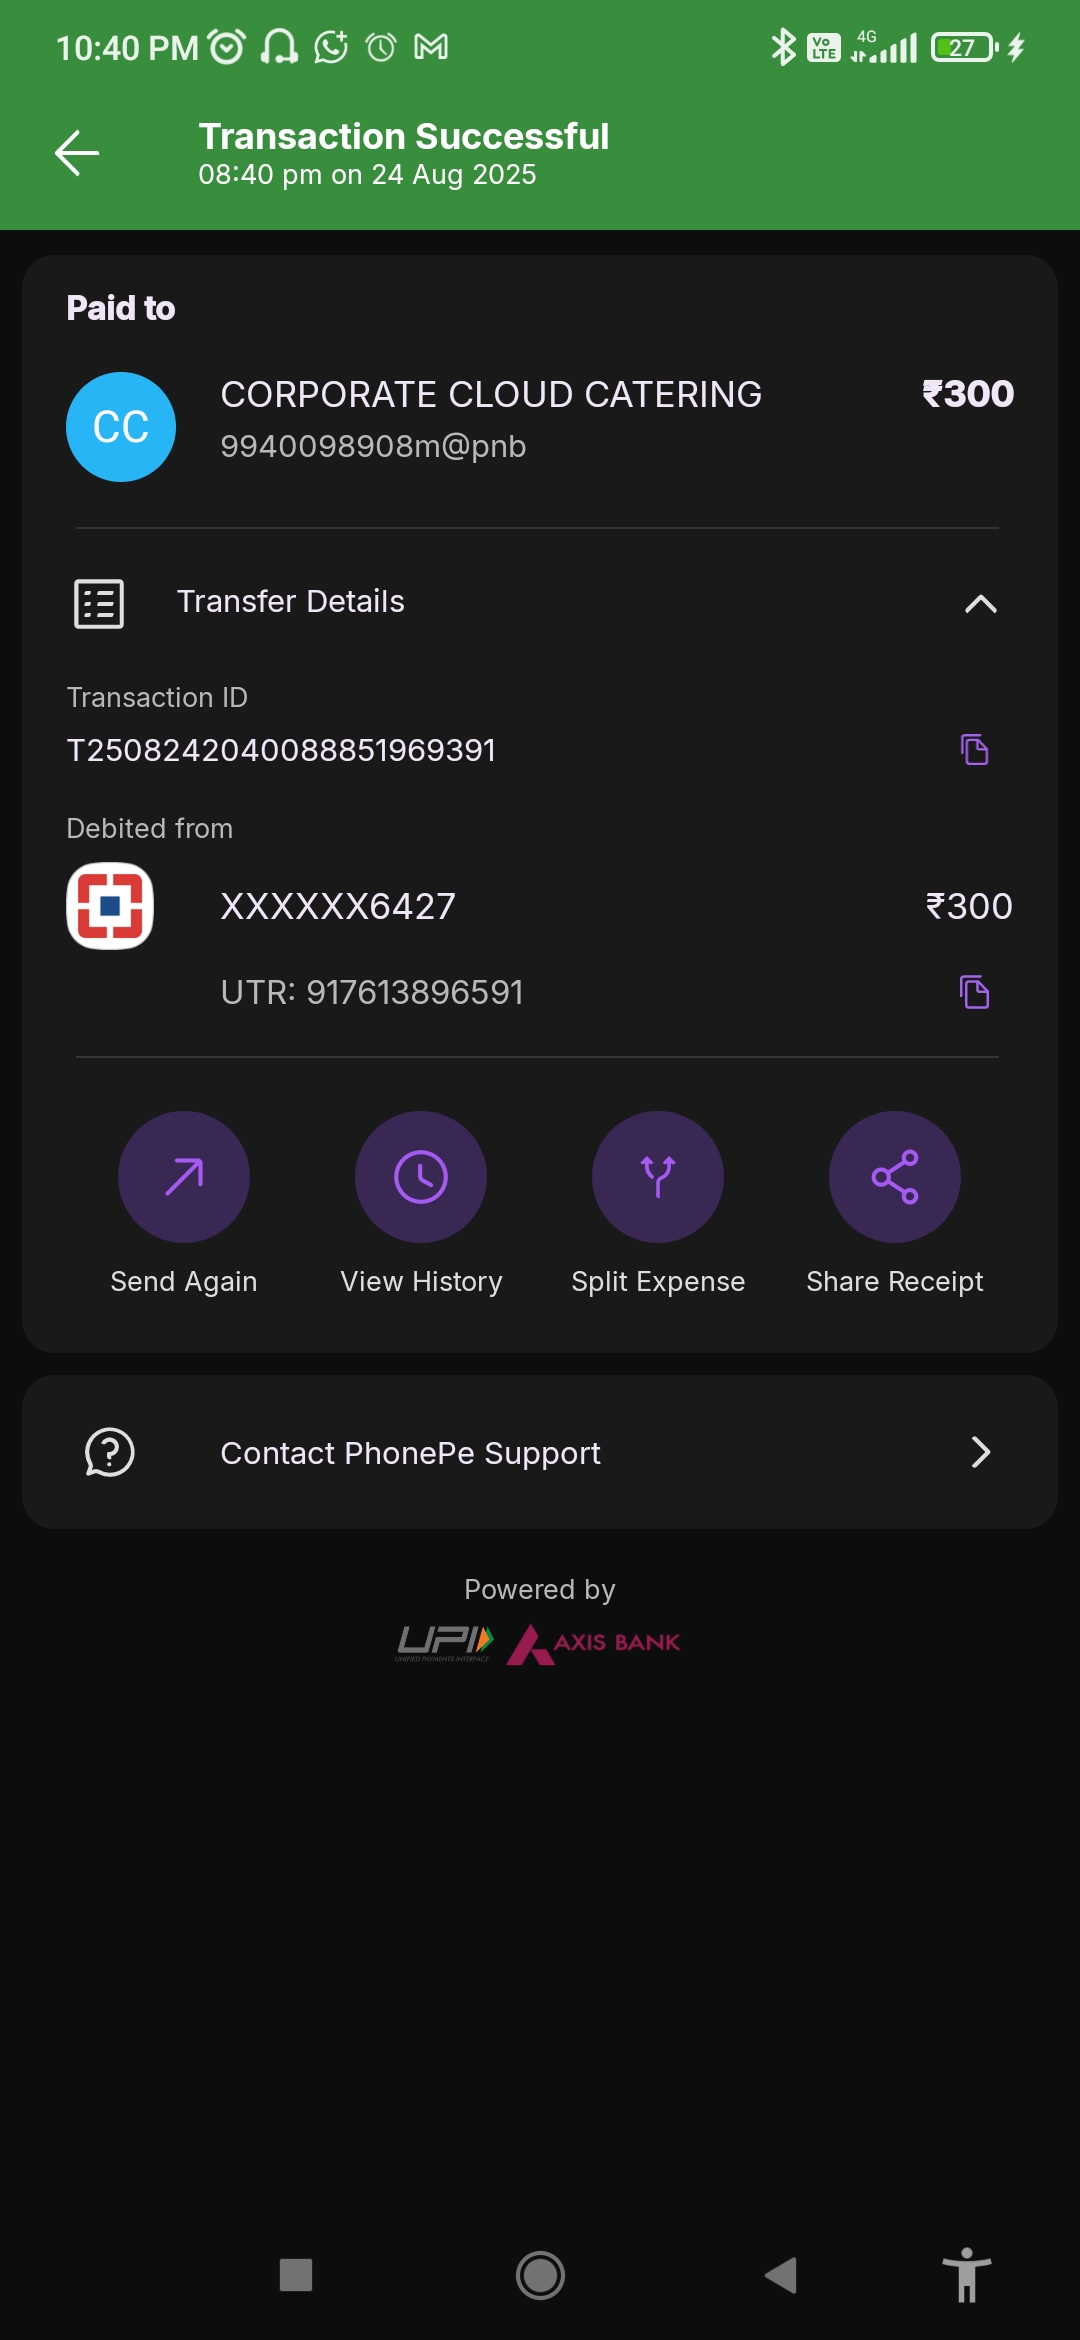 10:40 PM
4G
Vo
LTE
27
Transaction Successful
08:40 pm on 24 Aug 2025
Paid to
CC
CORPORATE CLOUD CATERING
₹300
9940098908m@pnb
Transfer Details
Transaction ID
T2508242040088851969391
Debited from
XXXXXX6427
₹300
UTR: 917613896591
Send Again
View History
Split Expense
Share Receipt
Contact PhonePe Support
Powered by
UPI
UNIFIED PAYMENTS INTERFACE
AXIS BANK